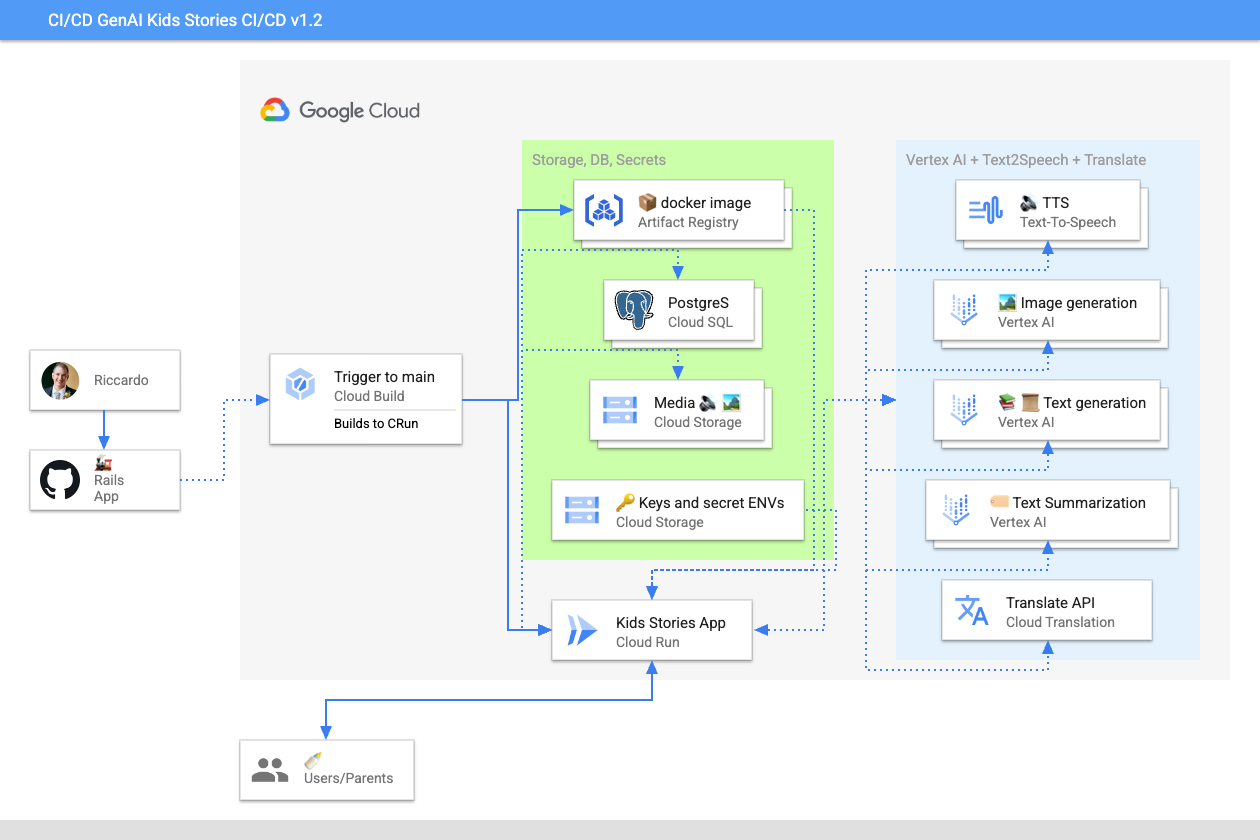 CI/CD GenAI Kids Stories CI/CD v1.2
Google Cloud
Storage, DB, Secrets
📦 docker image
Artifact Registry
PostgreS
Cloud SQL
Media 🔈 🏞️
Cloud Storage
🔑 Keys and secret ENVs
Cloud Storage
Vertex AI + Text2Speech + Translate
🔈 TTS
Text-To-Speech
🏞️ Image generation
Vertex AI
📚 📜 Text generation
Vertex AI
🏷️ Text Summarization
Vertex AI
Translate API
Cloud Translation
Riccardo
🚂
Rails
App
Trigger to main
Cloud Build
Builds to CRun
Kids Stories App
Cloud Run
🍼
Users/Parents